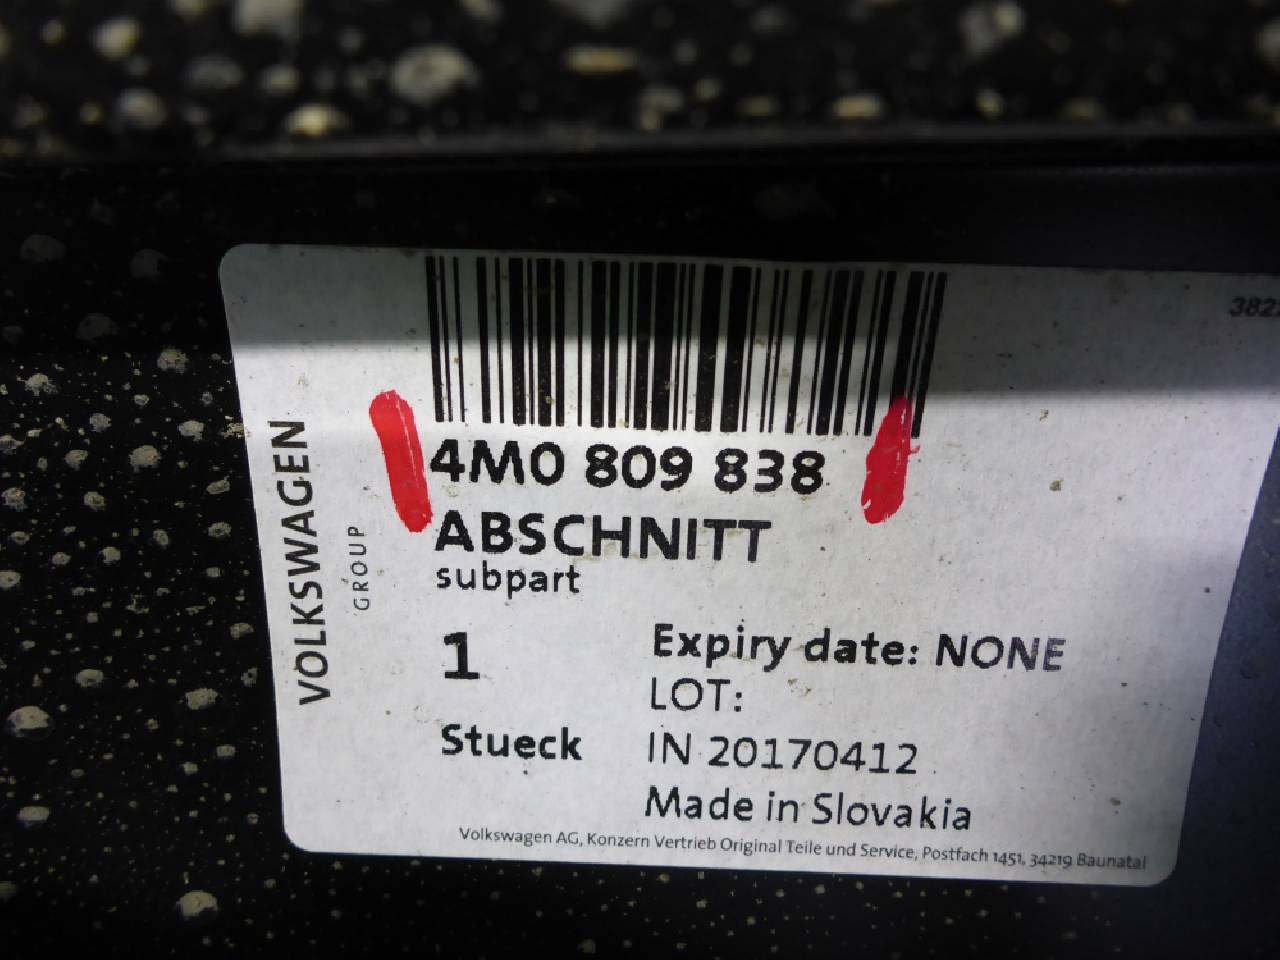 4M0 809 838
ABSCHNITT
subpart
1
Stueck
Expiry date: NONE
LOT:
IN 20170412
Made in Slovakia
Volkswagen AG, Konzern Vertrieb Original Teile und Service, Postfach 1451, 34219 Baunatal
VOLKSWAGEN
GROUP